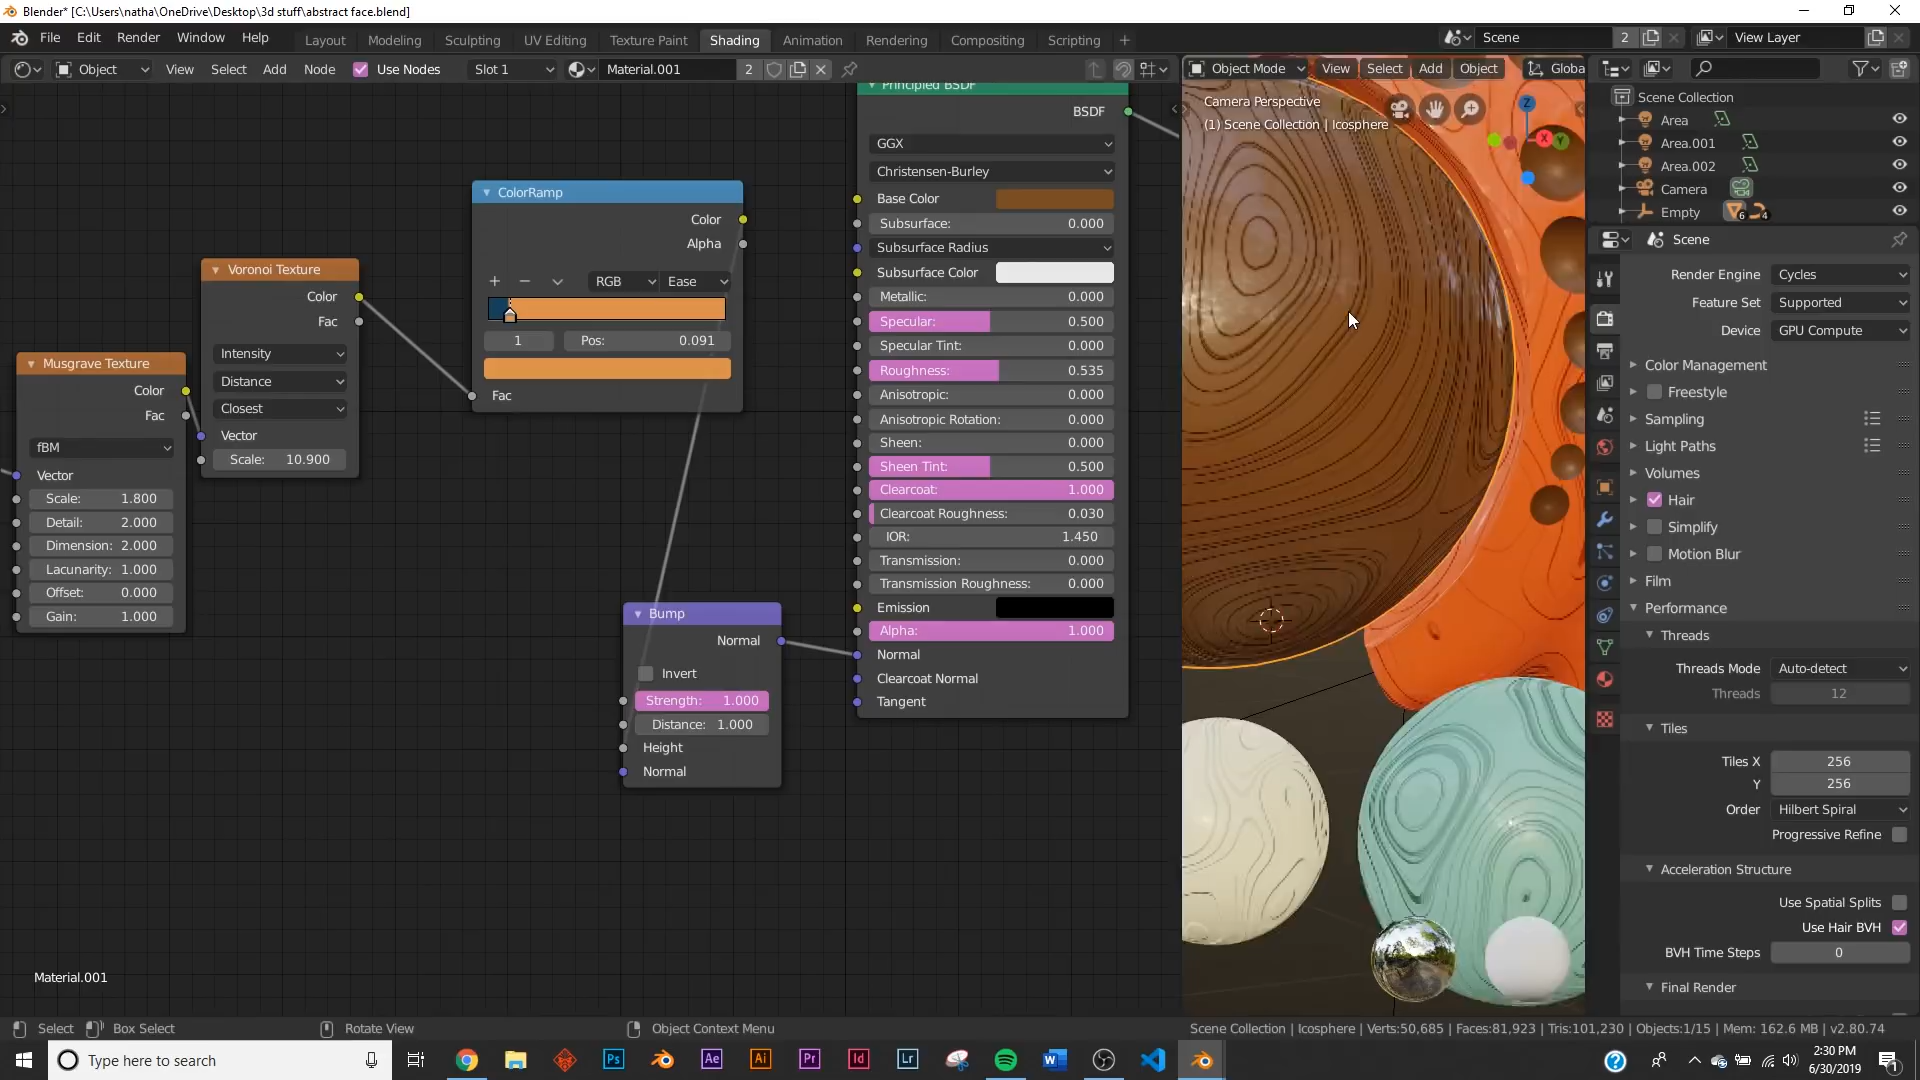 Blender* [C:\Users\natha\OneDrive\Desktop\3d stuff\abstract face.blend]
File Edit Render Window Help Layout Modeling Sculpting UV Editing Texture Paint Shading Animation Rendering Compositing Scripting + Scene 2 View Layer
Object View Select Add Node Use Nodes Slot 1 Material.001 2 Object Mode View Select Add Object Globa
Camera Perspective
(1) Scene Collection | Icosphere
Z
X
Y
Musgrave Texture
Color
Fac
fBM
Vector
Scale: 1.800
Detail: 2.000
Dimension: 2.000
Lacunarity: 1.000
Offset: 0.000
Gain: 1.000
Voronoi Texture
Color
Fac
Intensity
Distance
Closest
Vector
Scale: 10.900
ColorRamp
Color
Alpha
RGB Ease
1 Pos: 0.091
Fac
Bump
Normal
Invert
Strength: 1.000
Distance: 1.000
Height
Normal
Principled BSDF
BSDF
GGX
Christensen-Burley
Base Color
Subsurface: 0.000
Subsurface Radius
Subsurface Color
Metallic: 0.000
Specular: 0.500
Specular Tint: 0.000
Roughness: 0.535
Anisotropic: 0.000
Anisotropic Rotation: 0.000
Sheen: 0.000
Sheen Tint: 0.500
Clearcoat: 1.000
Clearcoat Roughness: 0.030
IOR: 1.450
Transmission: 0.000
Transmission Roughness: 0.000
Emission
Alpha: 1.000
Normal
Clearcoat Normal
Tangent
Material.001
Scene Collection
Area
Area.001
Area.002
Camera
Empty 6 4
Scene
Render Engine Cycles
Feature Set Supported
Device GPU Compute
Color Management
Freestyle
Sampling
Light Paths
Volumes
Hair
Simplify
Motion Blur
Film
Performance
Threads
Threads Mode Auto-detect
Threads 12
Tiles
Tiles X 256
Y 256
Order Hilbert Spiral
Progressive Refine
Acceleration Structure
Use Spatial Splits
Use Hair BVH
BVH Time Steps 0
Final Render
Select Box Select Rotate View Object Context Menu Scene Collection | Icosphere | Verts:50,685 | Faces:81,923 | Tris:101,230 | Objects:1/15 | Mem: 162.6 MB | v2.80.74
Type here to search Ps Ae Ai Pr Id Lr W
2:30 PM
6/30/2019
1